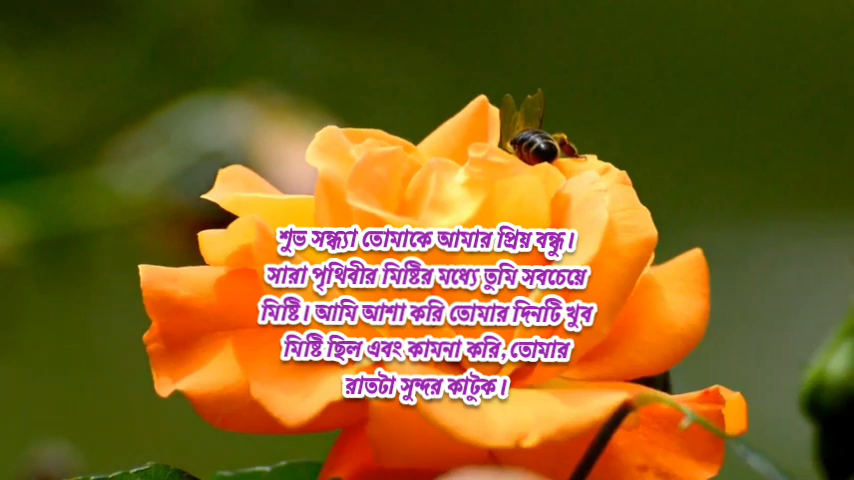 শুভ সন্ধ্যা তোমাকে আমার প্রিয় বন্ধু।
সারা পৃথিবীর মিষ্টির মধ্যে তুমি সবচেয়ে
মিষ্টি। আমি আশা করি তোমার দিনটি খুব
মিষ্টি ছিল এবং কামনা করি, তোমার
রাতটা সুন্দর কাটুক।